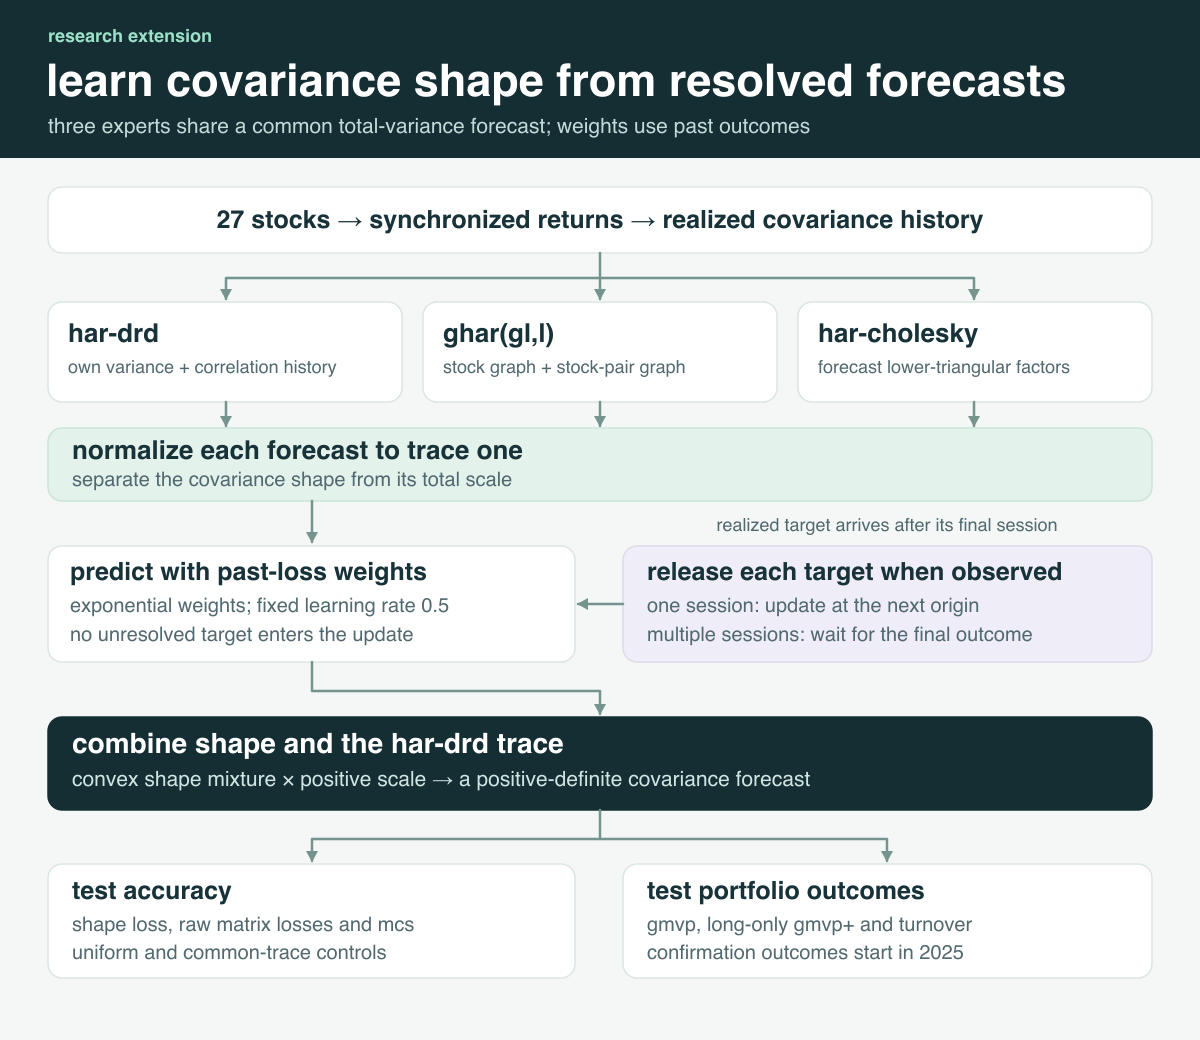 research extension
learn covariance shape from resolved forecasts
three experts share a common total-variance forecast; weights use past outcomes
27 stocks → synchronized returns → realized covariance history
har-drd
own variance + correlation history
ghar(gl,l)
stock graph + stock-pair graph
har-cholesky
forecast lower-triangular factors
normalize each forecast to trace one
separate the covariance shape from its total scale
realized target arrives after its final session
predict with past-loss weights
exponential weights; fixed learning rate 0.5
no unresolved target enters the update
release each target when observed
one session: update at the next origin
multiple sessions: wait for the final outcome
combine shape and the har-drd trace
convex shape mixture × positive scale → a positive-definite covariance forecast
test accuracy
shape loss, raw matrix losses and mcs
uniform and common-trace controls
test portfolio outcomes
gmvp, long-only gmvp+ and turnover
confirmation outcomes start in 2025